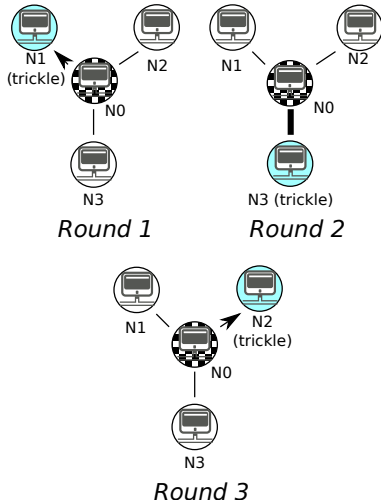 N1
(trickle)
N2
N0
N3
Round 1
N1
N2
N0
N3 (trickle)
Round 2
N1
N2
(trickle)
N0
N3
Round 3